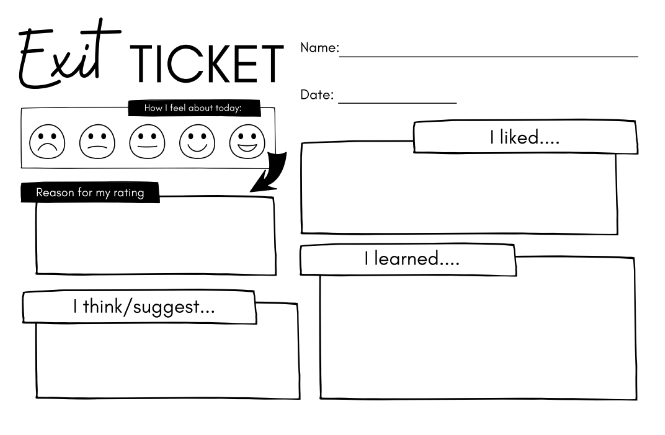 Exit TICKET
Name:
Date:
How I feel about today:
Reason for my rating
I think/suggest...
I liked....
I learned....